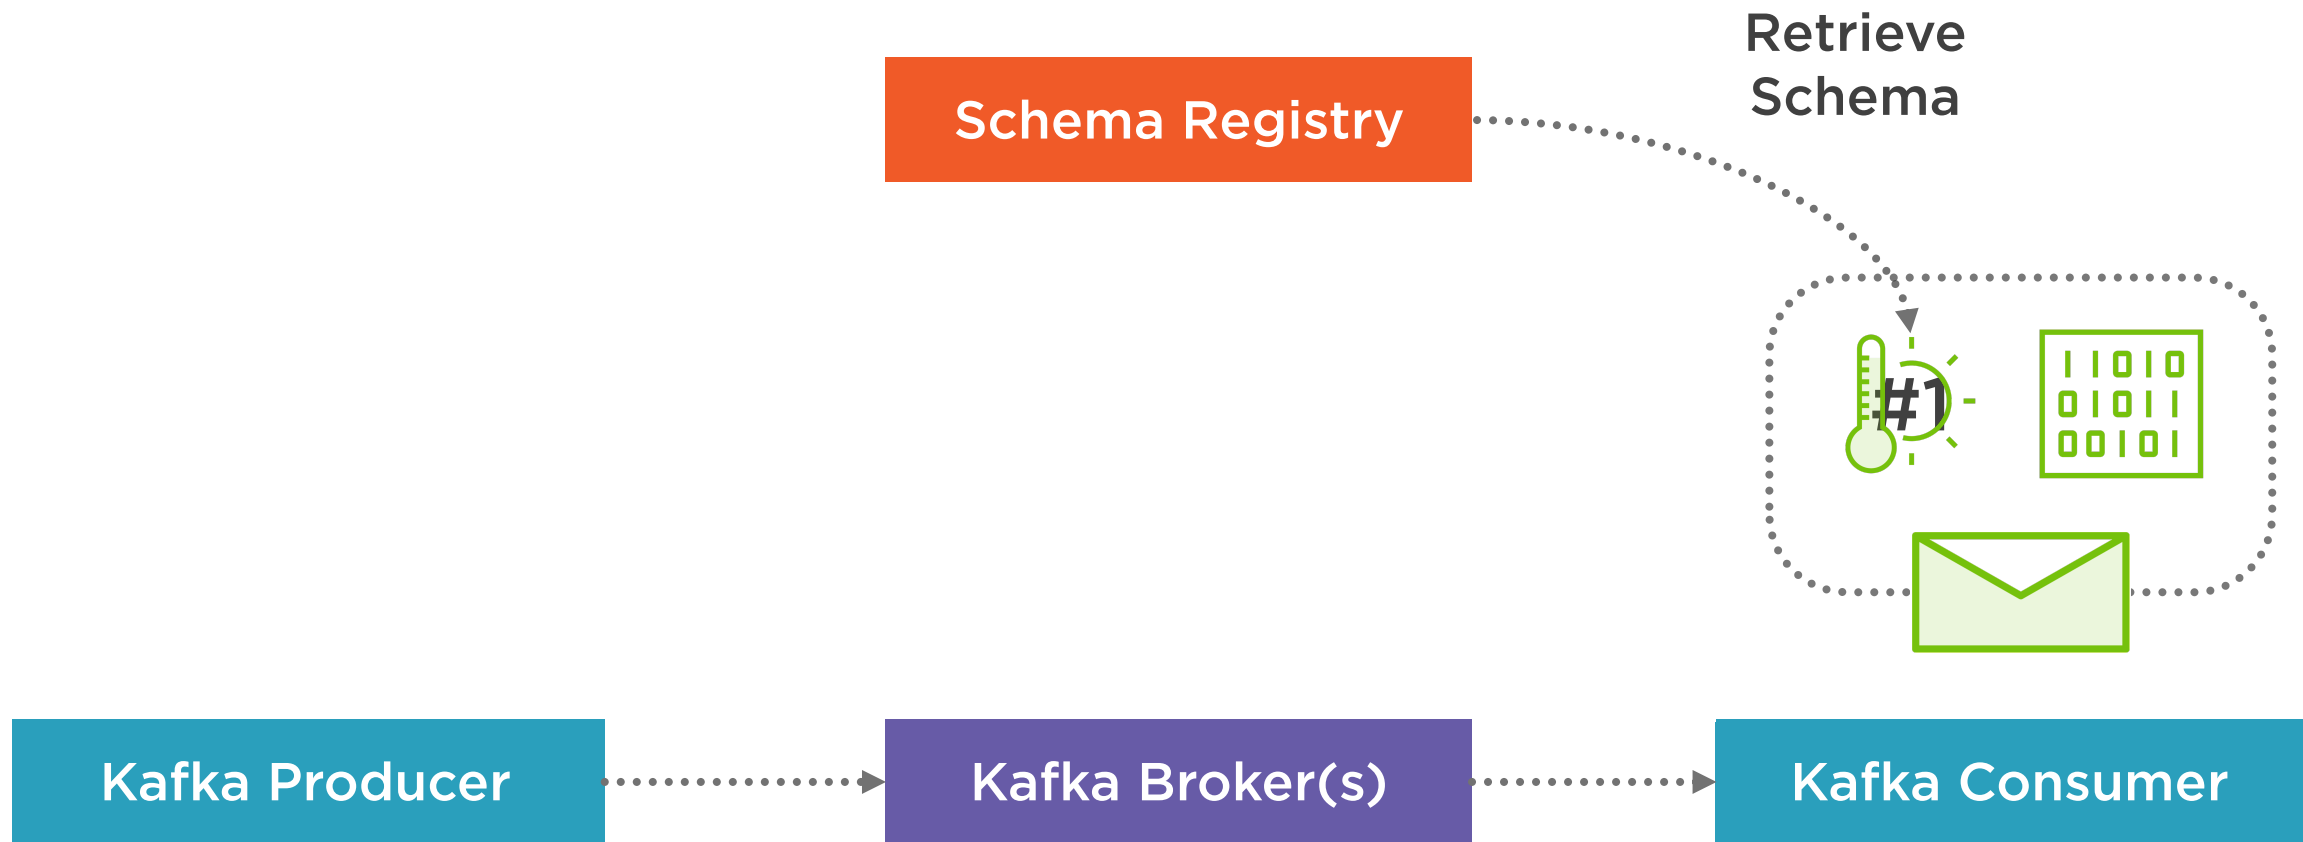 Retrieve
Schema
Schema Registry
#1
11010
01011
00101
Kafka Producer
Kafka Broker(s)
Kafka Consumer